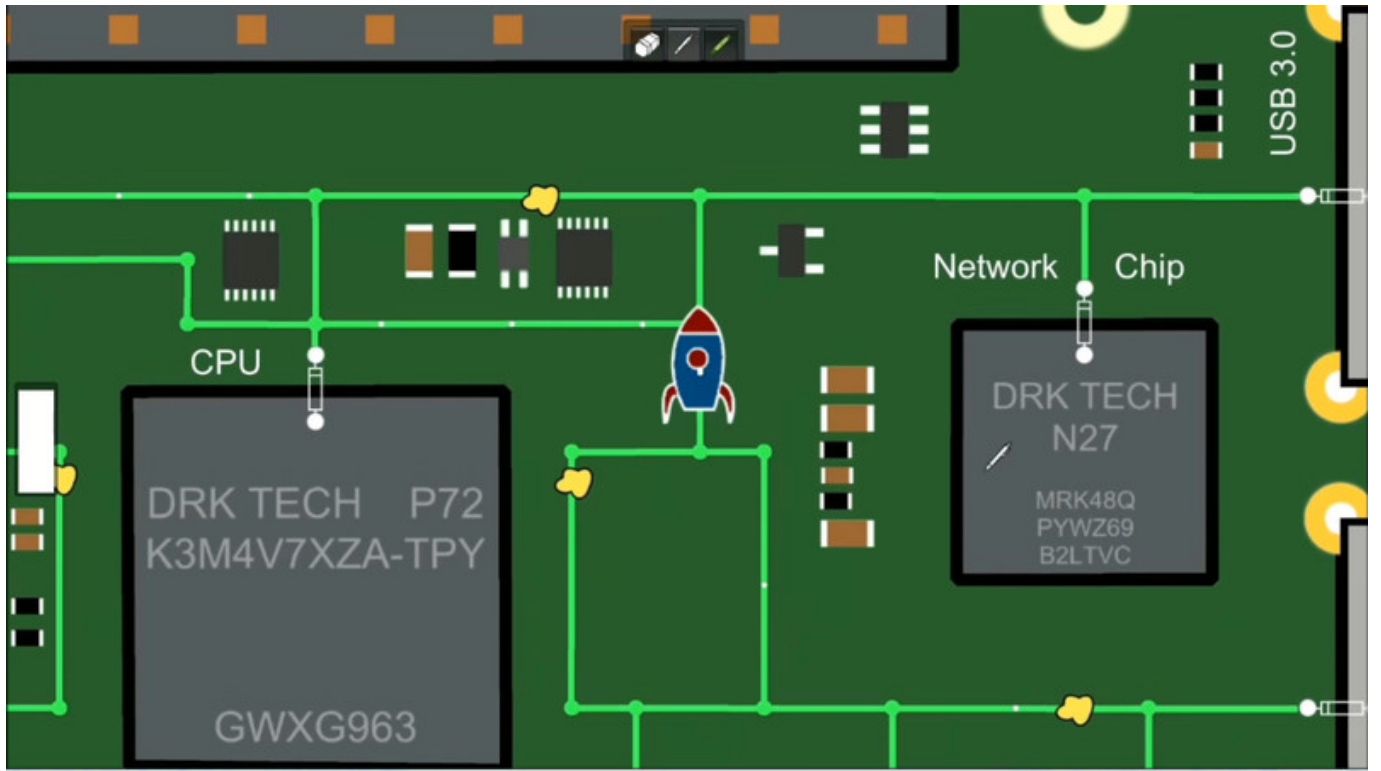 USB 3.0
Network Chip
CPU
DRK TECH
N27
MRK48Q
PYWZ69
B2LTVC
DRK TECH P72
K3M4V7XZA-TPY
GWXG963